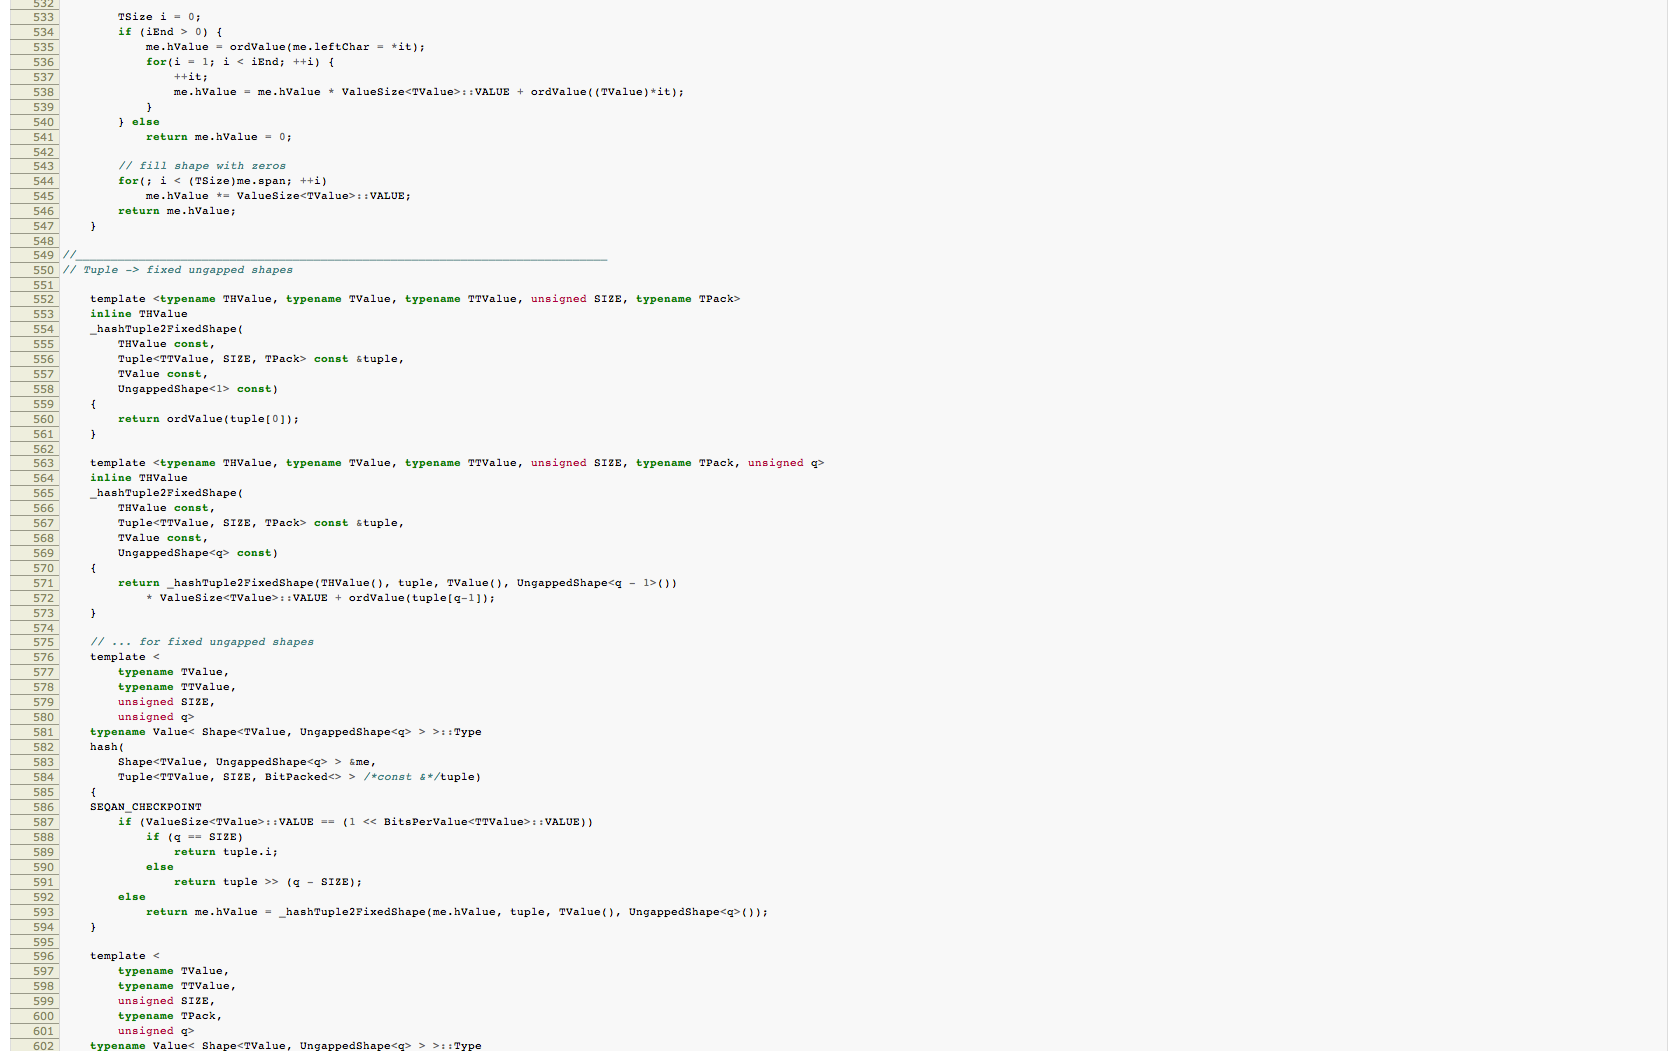 532
533 TSize i = 0;
534 if (iEnd > 0) {
535 me.hValue = ordValue(me.leftChar = *it);
536 for(i = 1; i < iEnd; ++i) {
537 ++it;
538 me.hValue = me.hValue * ValueSize<TValue>::VALUE + ordValue((TValue)*it);
539 }
540 } else
541 return me.hValue = 0;
542
543 // fill shape with zeros
544 for(; i < (TSize)me.span; ++i)
545 me.hValue *= ValueSize<TValue>::VALUE;
546 return me.hValue;
547 }
548
549 //____________________________________________________________________________
550 // Tuple -> fixed ungapped shapes
551
552 template <typename THValue, typename TValue, typename TTValue, unsigned SIZE, typename TPack>
553 inline THValue
554 _hashTuple2FixedShape(
555 THValue const,
556 Tuple<TTValue, SIZE, TPack> const &tuple,
557 TValue const,
558 UngappedShape<1> const)
559 {
560 return ordValue(tuple[0]);
561 }
562
563 template <typename THValue, typename TValue, typename TTValue, unsigned SIZE, typename TPack, unsigned q>
564 inline THValue
565 _hashTuple2FixedShape(
566 THValue const,
567 Tuple<TTValue, SIZE, TPack> const &tuple,
568 TValue const,
569 UngappedShape<q> const)
570 {
571 return _hashTuple2FixedShape(THValue(), tuple, TValue(), UngappedShape<q - 1>())
572 * ValueSize<TValue>::VALUE + ordValue(tuple[q-1]);
573 }
574
575 // ... for fixed ungapped shapes
576 template <
577 typename TValue,
578 typename TTValue,
579 unsigned SIZE,
580 unsigned q>
581 typename Value< Shape<TValue, UngappedShape<q> > >::Type
582 hash(
583 Shape<TValue, UngappedShape<q> > &me,
584 Tuple<TTValue, SIZE, BitPacked<> > /*const &*/tuple)
585 {
586 SEQAN_CHECKPOINT
587 if (ValueSize<TValue>::VALUE == (1 << BitsPerValue<TTValue>::VALUE))
588 if (q == SIZE)
589 return tuple.i;
590 else
591 return tuple >> (q - SIZE);
592 else
593 return me.hValue = _hashTuple2FixedShape(me.hValue, tuple, TValue(), UngappedShape<q>());
594 }
595
596 template <
597 typename TValue,
598 typename TTValue,
599 unsigned SIZE,
600 typename TPack,
601 unsigned q>
602 typename Value< Shape<TValue, UngappedShape<q> > >::Type